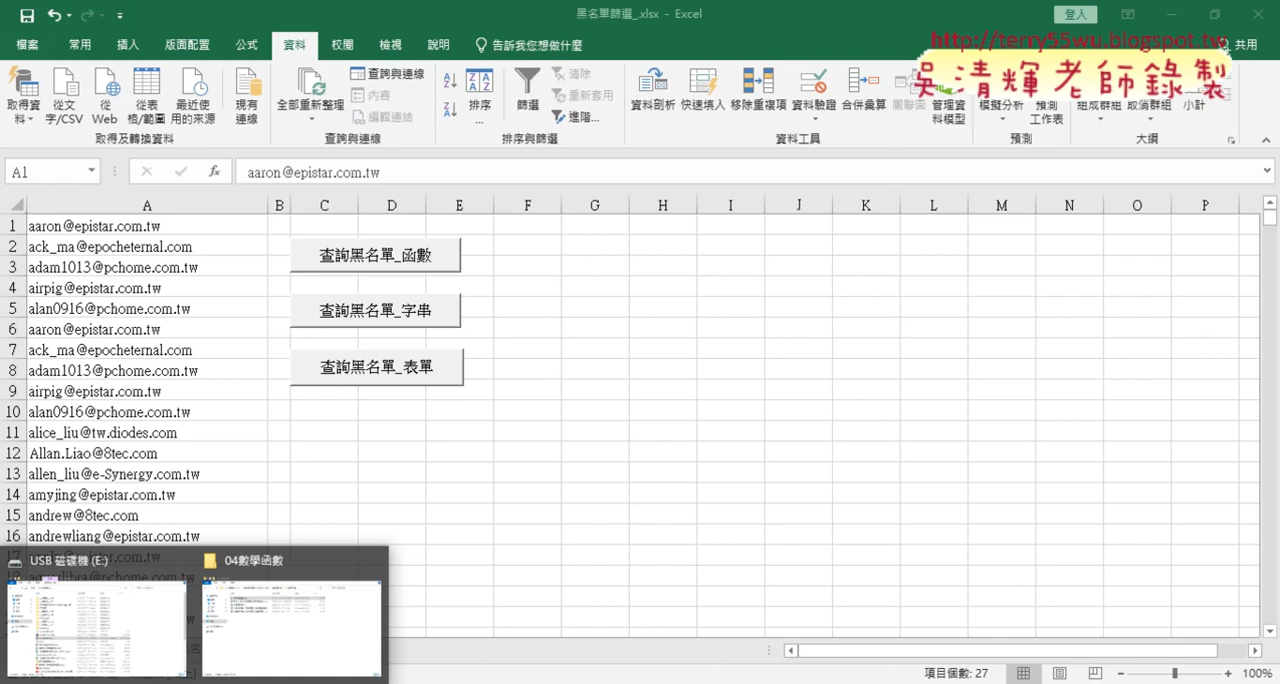 黑名單篩選_.xlsx - Excel
登入
檔案 常用 插入 版面配置 公式 資料 校閱 檢視 說明 告訴我您想做什麼 共用
http://terry55wu.blogspot.tw
吳清輝老師錄製
取得資料 從文字/CSV 從 Web 從表格/範圍 最近使用的來源 現有連線
取得及轉換資料
全部重新整理 查詢與連線 內容 編輯連結
查詢與連線
排序... 篩選 清除 重新套用 進階...
排序與篩選
資料剖析 快速填入 移除重複項 資料驗證 合併彙算 關聯圖 管理資料模型
資料工具
模擬分析 預測工作表
預測
組成群組 取消群組 小計
大綱
A1 fx aaron@epistar.com.tw
A B C D E F G H I J K L M N O P
1 aaron@epistar.com.tw
2 ack_ma@epocheternal.com
3 adam1013@pchome.com.tw
4 airpig@epistar.com.tw
5 alan0916@pchome.com.tw
6 aaron@epistar.com.tw
7 ack_ma@epocheternal.com
8 adam1013@pchome.com.tw
9 airpig@epistar.com.tw
10 alan0916@pchome.com.tw
11 alice_liu@tw.diodes.com
12 Allan.Liao@8tec.com
13 allen_liu@e-Synergy.com.tw
14 amyjing@epistar.com.tw
15 andrew@8tec.com
16 andrewliang@epistar.com.tw
查詢黑名單_函數
查詢黑名單_字串
查詢黑名單_表單
USB 磁碟機 (E:)
04數學函數
項目個數: 27
100%